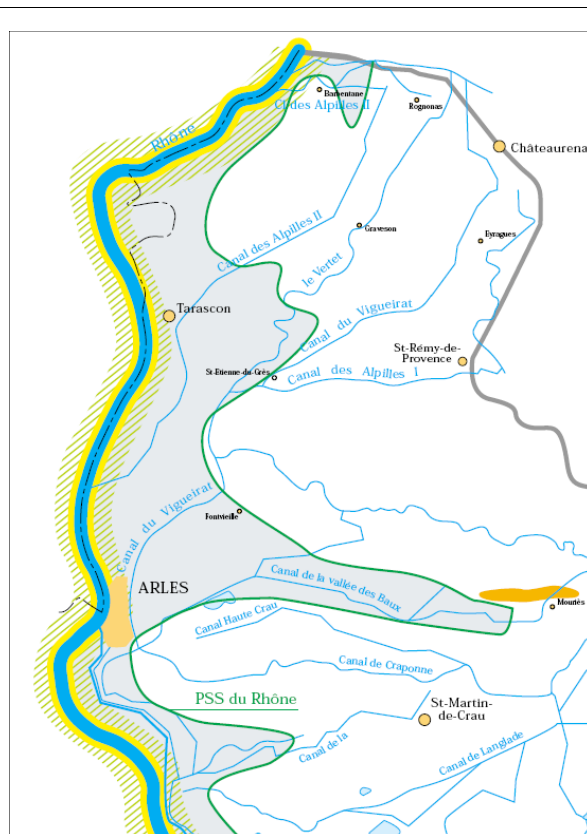 Barbentane
Cl des Alpilles II
Rognonas
Rhône
Châteaurena
Graveson
Eyragues
Canal des Alpilles II
le Vertet
Tarascon
Canal du Vigueirat
St-Rémy-de-
Provence
St-Etienne-du-Grès
Canal des Alpilles I
Canal du Vigueirat
Fontvieille
Canal de la vallée des Baux
ARLES
Mouriès
Canal Haute Crau
Canal de Craponne
PSS du Rhône
St-Martin-
de-Crau
Canal de la
Canal de Langlade